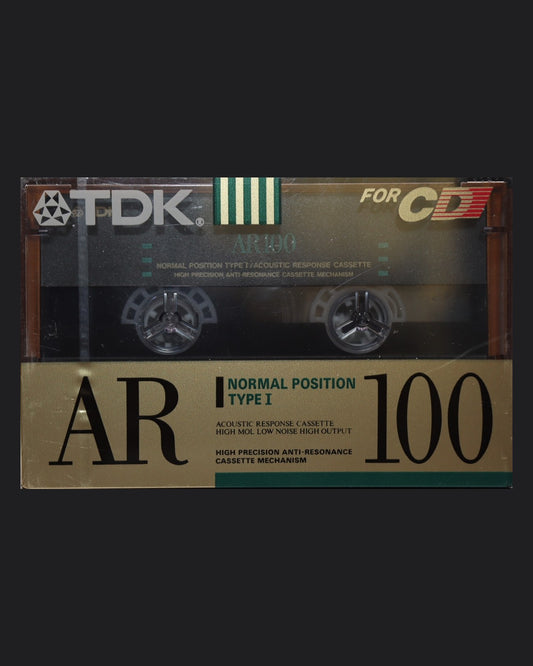 TDK®
FOR CD
AR 100
NORMAL POSITION TYPE I / ACOUSTIC RESPONSE CASSETTE
HIGH PRECISION ANTI-RESONANCE CASSETTE MECHANISM
AR
NORMAL POSITION
TYPE I
ACOUSTIC RESPONSE CASSETTE
HIGH MOL LOW NOISE HIGH OUTPUT
HIGH PRECISION ANTI-RESONANCE
CASSETTE MECHANISM
100